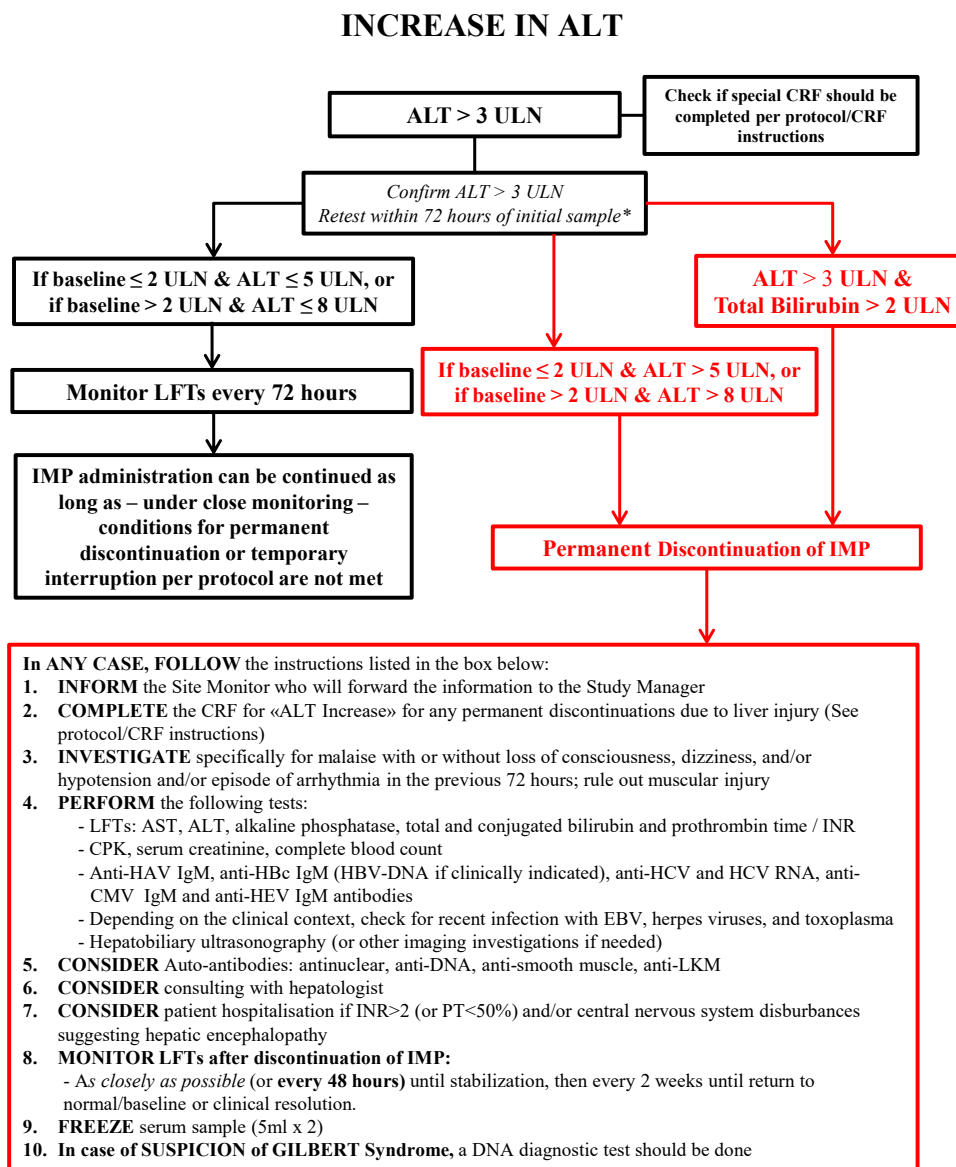 INCREASE IN ALT
ALT > 3 ULN
Check if special CRF should be
completed per protocol/CRF
instructions
Confirm ALT > 3 ULN
Retest within 72 hours of initial sample*
If baseline ≤ 2 ULN & ALT ≤ 5 ULN, or
if baseline > 2 ULN & ALT ≤ 8 ULN
ALT > 3 ULN &
Total Bilirubin > 2 ULN
Monitor LFTs every 72 hours
If baseline ≤ 2 ULN & ALT > 5 ULN, or
if baseline > 2 ULN & ALT > 8 ULN
IMP administration can be continued as
long as – under close monitoring –
conditions for permanent
discontinuation or temporary
interruption per protocol are not met
Permanent Discontinuation of IMP
In ANY CASE, FOLLOW the instructions listed in the box below:
1. INFORM the Site Monitor who will forward the information to the Study Manager
2. COMPLETE the CRF for «ALT Increase» for any permanent discontinuations due to liver injury (See
protocol/CRF instructions)
3. INVESTIGATE specifically for malaise with or without loss of consciousness, dizziness, and/or
hypotension and/or episode of arrhythmia in the previous 72 hours; rule out muscular injury
4. PERFORM the following tests:
- LFTs: AST, ALT, alkaline phosphatase, total and conjugated bilirubin and prothrombin time / INR
- CPK, serum creatinine, complete blood count
- Anti-HAV IgM, anti-HBc IgM (HBV-DNA if clinically indicated), anti-HCV and HCV RNA, anti-
CMV IgM and anti-HEV IgM antibodies
- Depending on the clinical context, check for recent infection with EBV, herpes viruses, and toxoplasma
- Hepatobiliary ultrasonography (or other imaging investigations if needed)
5. CONSIDER Auto-antibodies: antinuclear, anti-DNA, anti-smooth muscle, anti-LKM
6. CONSIDER consulting with hepatologist
7. CONSIDER patient hospitalisation if INR>2 (or PT<50%) and/or central nervous system disturbances
suggesting hepatic encephalopathy
8. MONITOR LFTs after discontinuation of IMP:
- As closely as possible (or every 48 hours) until stabilization, then every 2 weeks until return to
normal/baseline or clinical resolution.
9. FREEZE serum sample (5ml x 2)
10. In case of SUSPICION of GILBERT Syndrome, a DNA diagnostic test should be done